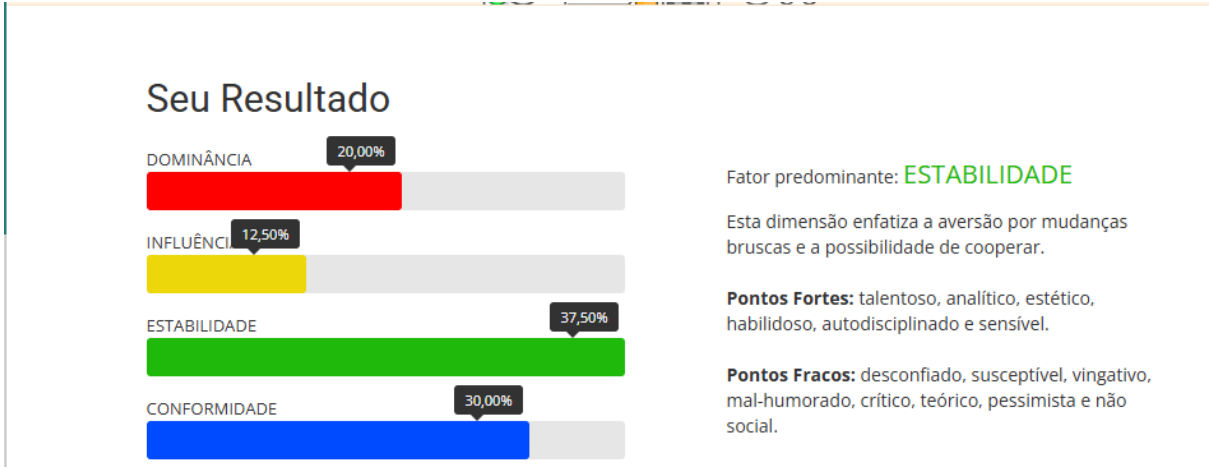 Seu Resultado
DOMINÂNCIA
20,00%
INFLUÊNCI
12,50%
ESTABILIDADE
37,50%
CONFORMIDADE
30,00%
Fator predominante: ESTABILIDADE
Esta dimensão enfatiza a aversão por mudanças
bruscas e a possibilidade de cooperar.
Pontos Fortes: talentoso, analítico, estético,
habilidoso, autodisciplinado e sensível.
Pontos Fracos: desconfiado, susceptível, vingativo,
mal-humorado, crítico, teórico, pessimista e não
social.